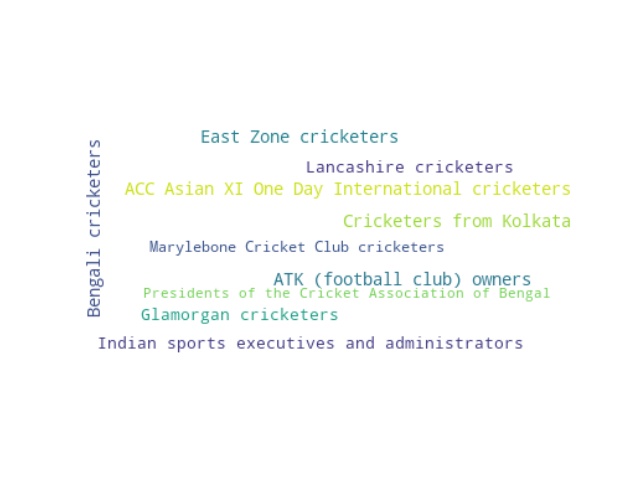 East Zone cricketers
Bengali cricketers
Lancashire cricketers
ACC Asian XI One Day International cricketers
Cricketers from Kolkata
Marylebone Cricket Club cricketers
ATK (football club) owners
Presidents of the Cricket Association of Bengal
Glamorgan cricketers
Indian sports executives and administrators